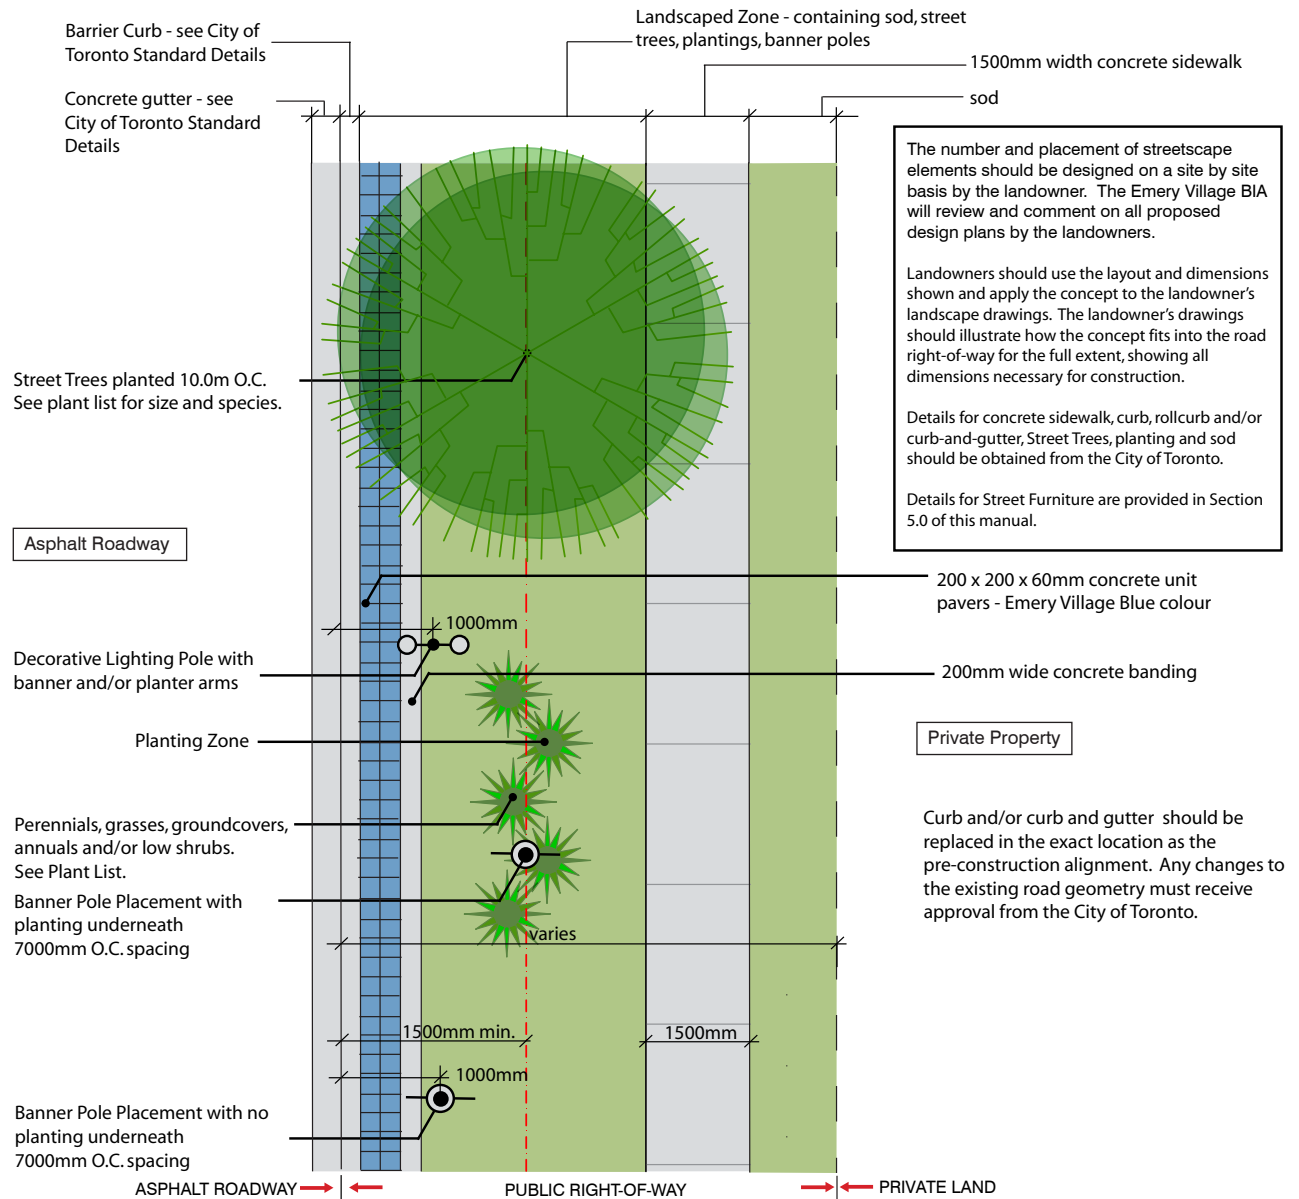 Barrier Curb - see City of
Toronto Standard Details
Concrete gutter - see
City of Toronto Standard
Details
Landscaped Zone - containing sod, street
trees, plantings, banner poles
1500mm width concrete sidewalk
sod
The number and placement of streetscape
elements should be designed on a site by site
basis by the landowner. The Emery Village BIA
will review and comment on all proposed
design plans by the landowners.
Landowners should use the layout and dimensions
shown and apply the concept to the landowner's
landscape drawings. The landowner's drawings
should illustrate how the concept fits into the road
right-of-way for the full extent, showing all
dimensions necessary for construction.
Details for concrete sidewalk, curb, rollcurb and/or
curb-and-gutter, Street Trees, planting and sod
should be obtained from the City of Toronto.
Details for Street Furniture are provided in Section
5.0 of this manual.
Street Trees planted 10.0m O.C.
See plant list for size and species.
Asphalt Roadway
200 x 200 x 60mm concrete unit
pavers - Emery Village Blue colour
1000mm
Decorative Lighting Pole with
banner and/or planter arms
200mm wide concrete banding
Planting Zone
Private Property
Perennials, grasses, groundcovers,
annuals and/or low shrubs.
See Plant List.
Curb and/or curb and gutter should be
replaced in the exact location as the
pre-construction alignment. Any changes to
the existing road geometry must receive
approval from the City of Toronto.
Banner Pole Placement with
planting underneath
7000mm O.C. spacing
varies
1500mm min.
1500mm
1000mm
Banner Pole Placement with no
planting underneath
7000mm O.C. spacing
ASPHALT ROADWAY
PUBLIC RIGHT-OF-WAY
PRIVATE LAND